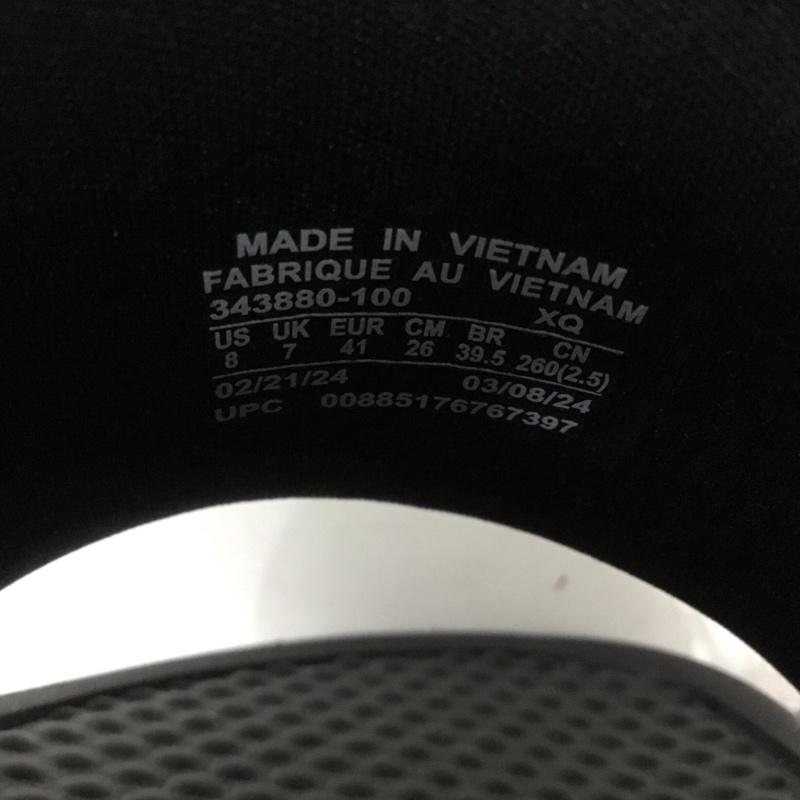 MADE IN VIETNAM
FABRIQUE AU VIETNAM
343880-100 XQ
US UK EUR CM BR CN
8 7 41 26 39.5 260(2.5)
02/21/24 03/08/24
UPC 00885176767397